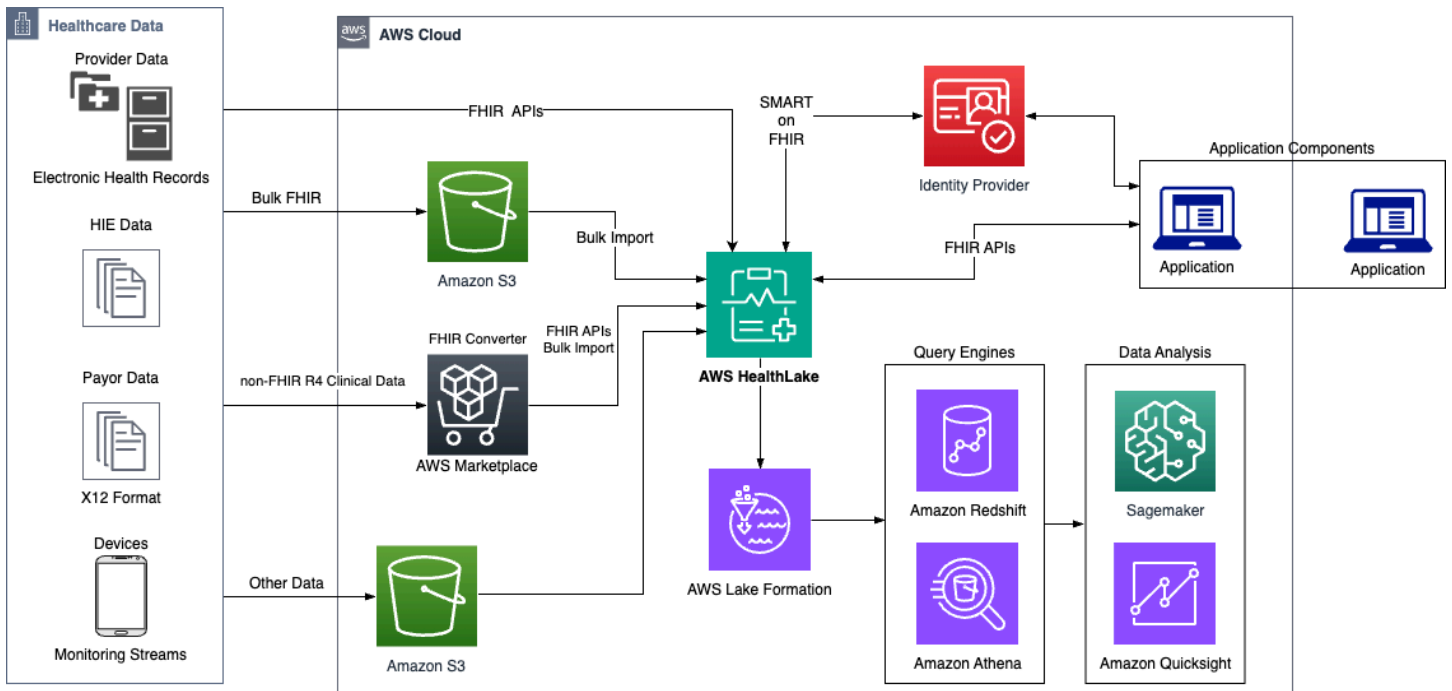 Healthcare Data
Provider Data
Electronic Health Records
HIE Data
Payor Data
X12 Format
Devices
Monitoring Streams
aws
AWS Cloud
FHIR APIs
Bulk FHIR
Amazon S3
Bulk Import
FHIR Converter
non-FHIR R4 Clinical Data
AWS Marketplace
FHIR APIs
Bulk Import
Other Data
Amazon S3
SMART
on
FHIR
Identity Provider
AWS HealthLake
AWS Lake Formation
FHIR APIs
Application Components
Application
Application
Query Engines
Amazon Redshift
Amazon Athena
Data Analysis
Sagemaker
Amazon Quicksight